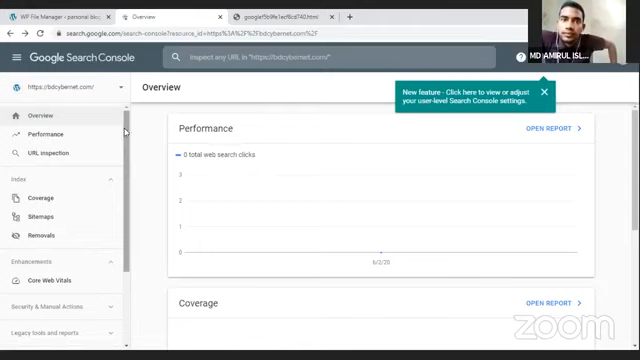 WP File Manager ‹ personal blog
Overview
googlef5b9fe1ecf8cd740.html
search.google.com/search-console?resource_id=https%3A%2F%2Fbdcybernet.com%2F
Google Search Console
Inspect any URL in "https://bdcybernet.com/"
MD AMIRUL ISL...
https://bdcybernet.com/
Overview
New feature - Click here to view or adjust
your user-level Search Console settings.
Overview
Performance
URL inspection
Index
Coverage
Sitemaps
Removals
Enhancements
Core Web Vitals
Security & Manual Actions
Legacy tools and reports
Performance
OPEN REPORT
0 total web search clicks
3
2
1
0
6/2/20
Coverage
OPEN REPORT
zoom